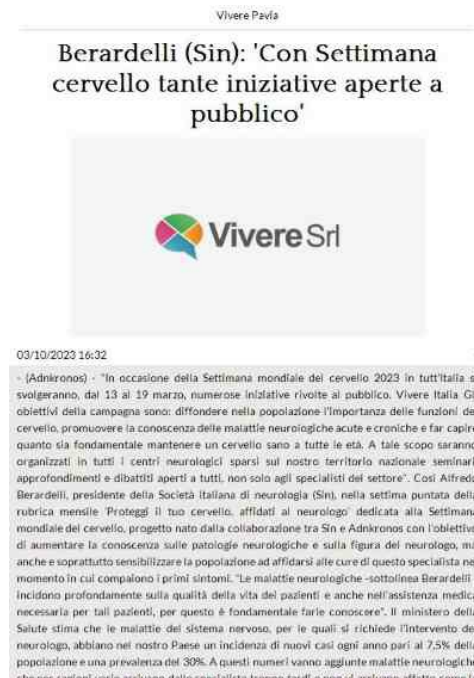 Vivere Pavia
Berardelli (Sin): 'Con Settimana
cervello tante iniziative aperte a
pubblico'
Vivere Srl
03/10/2023 16:32
- (Adnkronos) - "In occasione della Settimana mondiale del cervello 2023 in tutt'Italia s
svolgeranno, dal 13 al 19 marzo, numerose iniziative rivolte al pubblico. Vivere Italia Gl
obiettivi della campagna sono: diffondere nella popolazione l'importanza delle funzioni de
cervello, promuovere la conoscenza delle malattie neurologiche acute e croniche e far capire
quanto sia fondamentale mantenere un cervello sano a tutte le età. A tale scopo saranno
organizzati in tutti i centri neurologici sparsi sul nostro territorio nazionale seminari
approfondimenti e dibattiti aperti a tutti, non solo agli specialisti del settore". Così Alfredo
Berardelli, presidente della Società italiana di neurologia (Sin), nella settima puntata della
rubrica mensile 'Proteggi il tuo cervello, affidati al neurologo' dedicata alla Settimana
mondiale del cervello, progetto nato dalla collaborazione tra Sin e Adnkronos con l'obiettivo
di aumentare la conoscenza sulle patologie neurologiche e sulla figura del neurologo, ma
anche e soprattutto sensibilizzare la popolazione ad affidarsi alle cure di questo specialista ne
momento in cui compaiono i primi sintomi. "Le malattie neurologiche -sottolinea Berardelli
incidono profondamente sulla qualità della vita dei pazienti e anche nell'assistenza medica
necessaria per tali pazienti, per questo è fondamentale farle conoscere". Il ministero della
Salute stima che le malattie del sistema nervoso, per le quali si richiede l'intervento de
neurologo, abbiano nel nostro Paese un incidenza di nuovi casi ogni anno pari al 7,5% della
popolazione e una prevalenza del 30%. A questi numeri vanno aggiunte malattie neurologiche